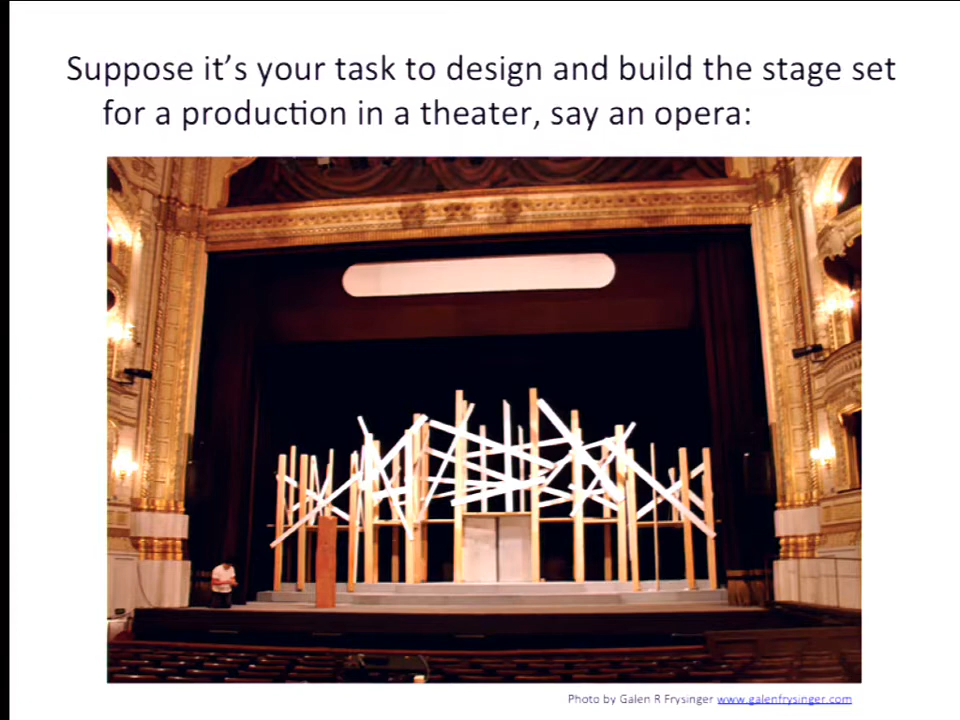 Suppose it's your task to design and build the stage set
for a production in a theater, say an opera:
Photo by Galen R Frysinger www.galenfrysinger.com